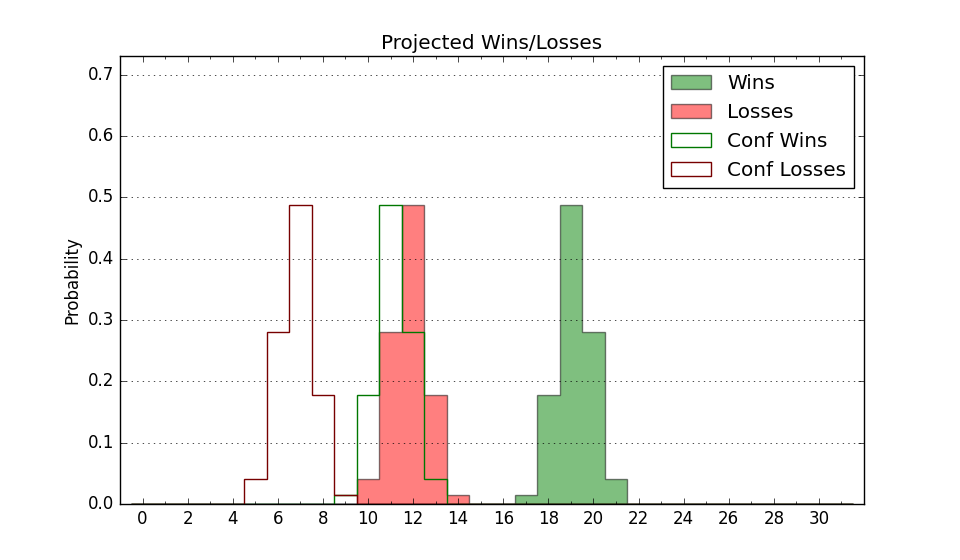 Projected Wins/Losses
Wins
Losses
Conf Wins
Conf Losses
Probability
0.7
0.6
0.5
0.4
0.3
0.2
0.1
0.0
0 2 4 6 8 10 12 14 16 18 20 22 24 26 28 30